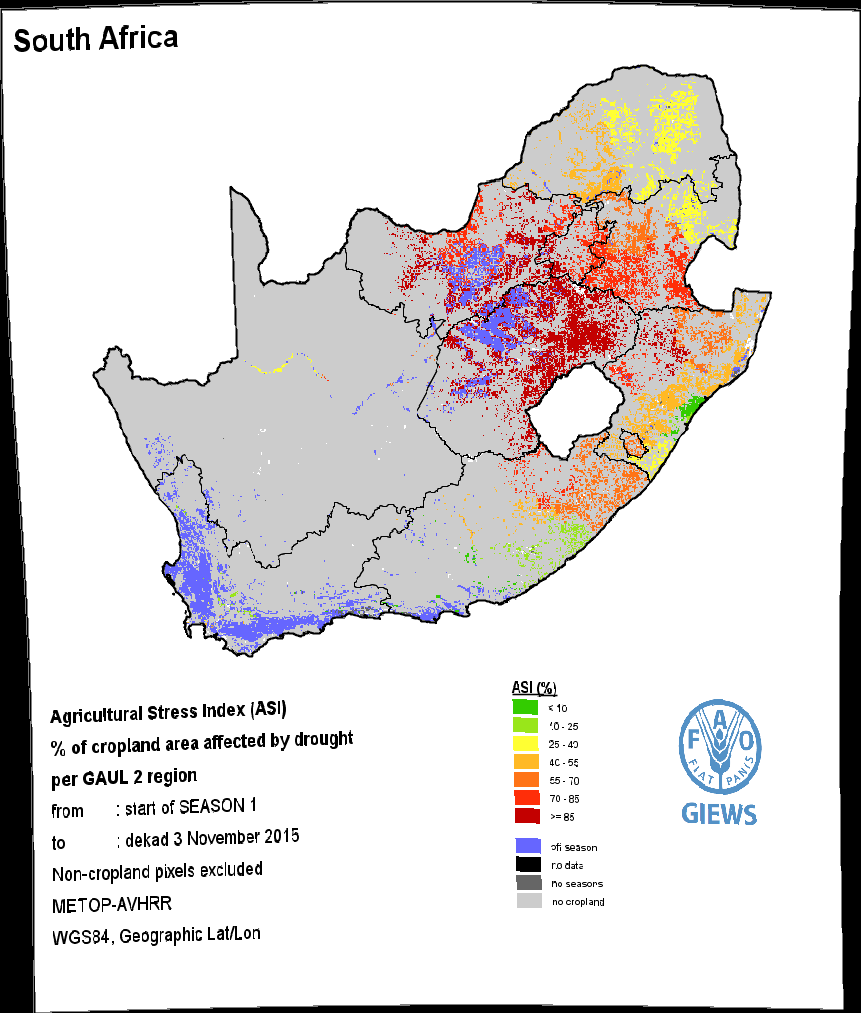 South Africa
Agricultural Stress Index (ASI)
% of cropland area affected by drought
per GAUL 2 region
from : start of SEASON 1
to : dekad 3 November 2015
Non-cropland pixels excluded
METOP-AVHRR
WGS84, Geographic Lat/Lon
ASI (%)
< 10
10 - 25
25 - 40
40 - 55
55 - 70
70 - 85
>= 85
off season
no data
no seasons
no cropland
F A O
FIAT PANIS
GIEWS